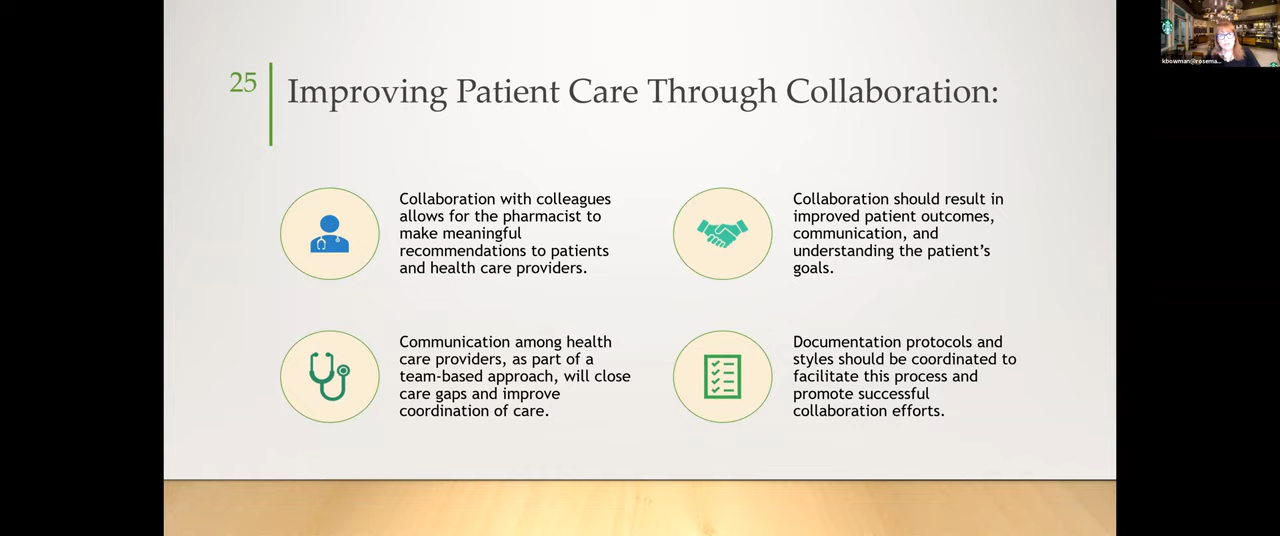 25
Improving Patient Care Through Collaboration:
Collaboration with colleagues
allows for the pharmacist to
make meaningful
recommendations to patients
and health care providers.
Collaboration should result in
improved patient outcomes,
communication, and
understanding the patient’s
goals.
Communication among health
care providers, as part of a
team-based approach, will close
care gaps and improve
coordination of care.
Documentation protocols and
styles should be coordinated to
facilitate this process and
promote successful
collaboration efforts.
kbowman@rosema...